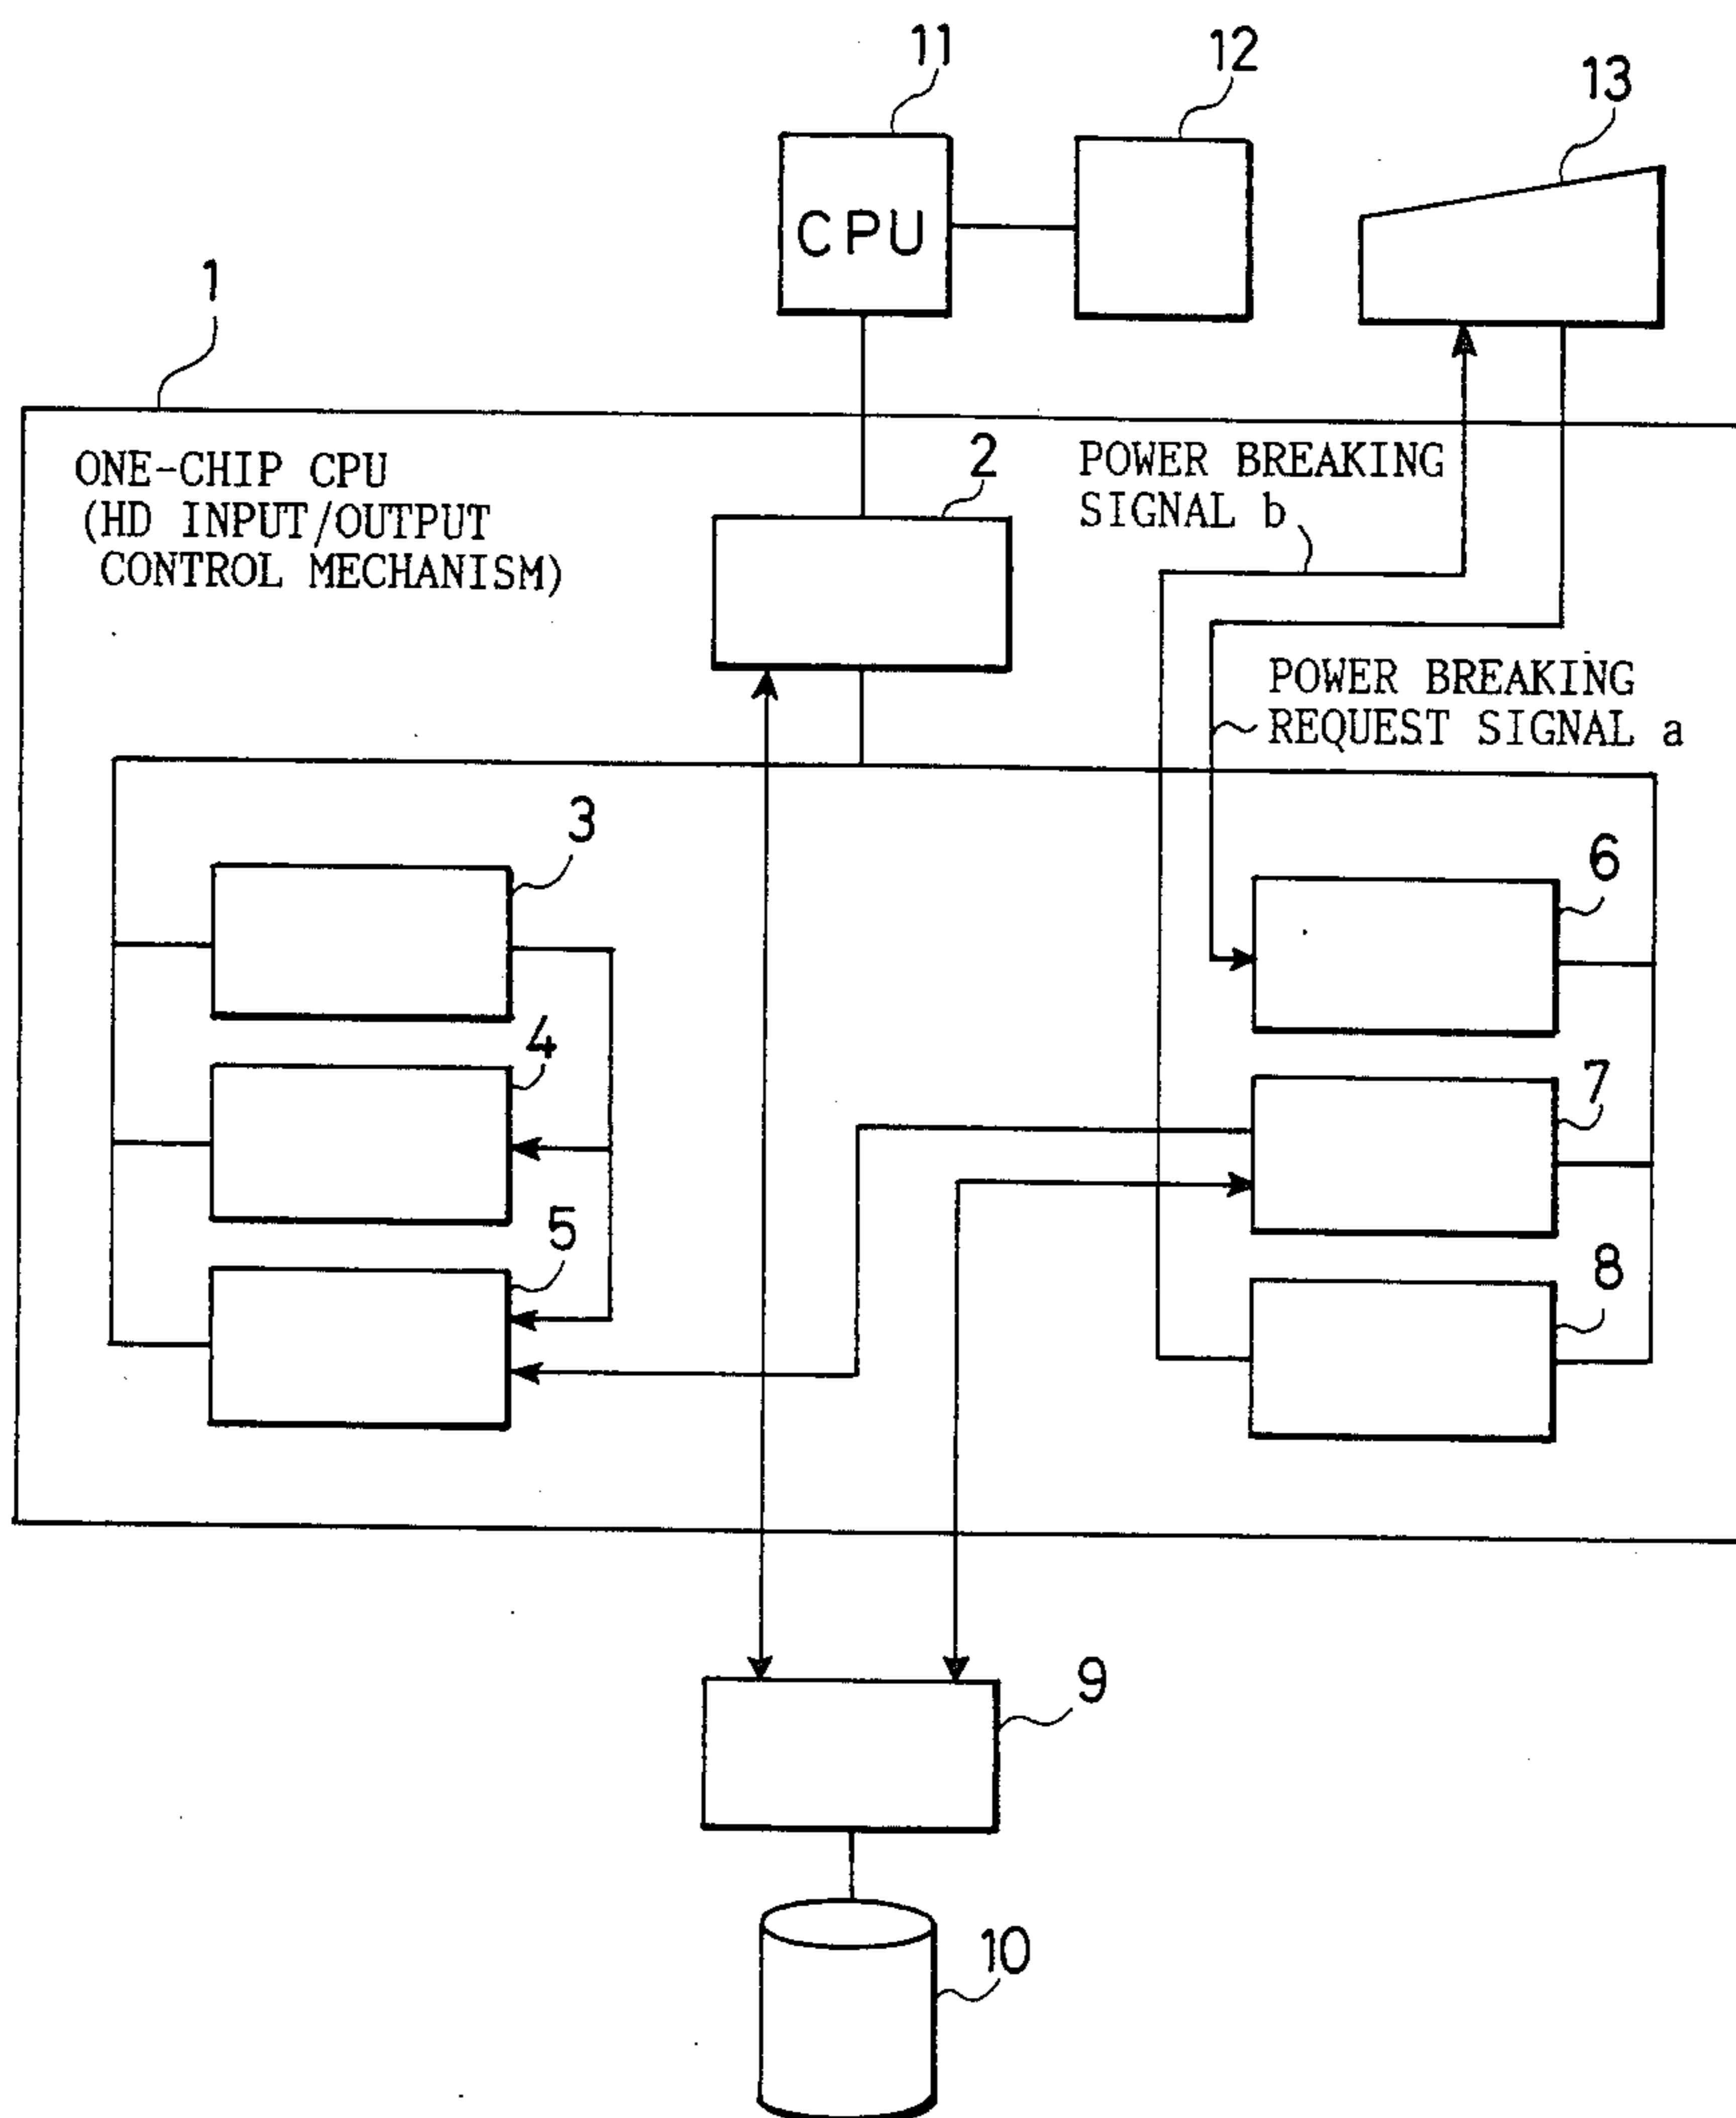 11
12
13
CPU
1
ONE-CHIP CPU
(HD INPUT/OUTPUT
CONTROL MECHANISM)
2
POWER BREAKING
SIGNAL b
POWER BREAKING
REQUEST SIGNAL a
3
6
4
7
5
8
9
10